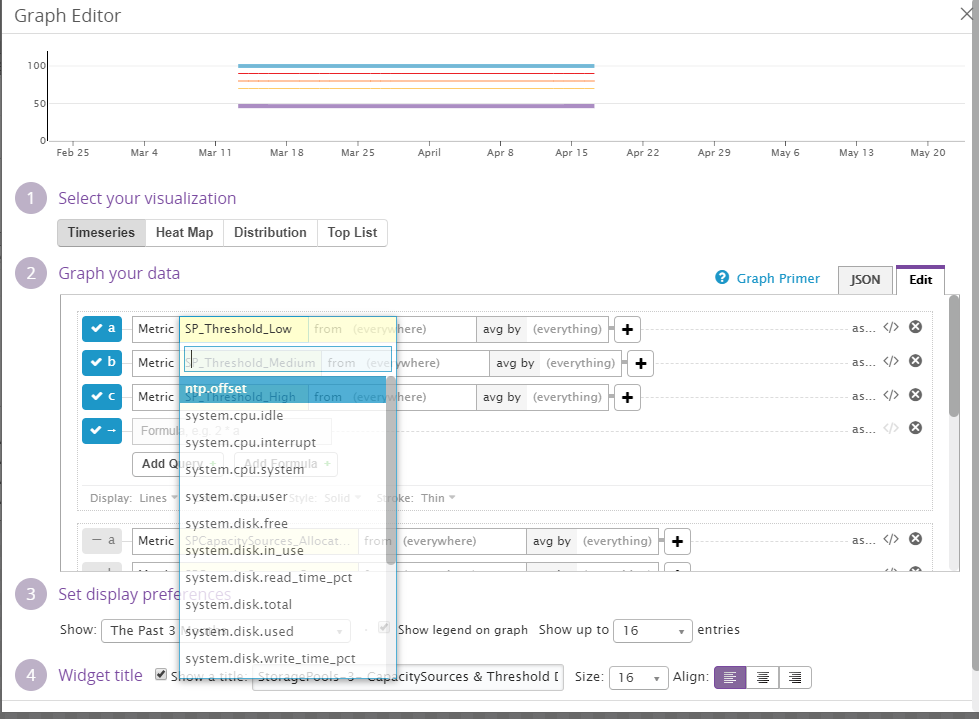 Graph Editor
100
50
0
Feb 25 Mar 4 Mar 11 Mar 18 Mar 25 April Apr 8 Apr 15 Apr 22 Apr 29 May 6 May 13 May 20
1 Select your visualization
Timeseries Heat Map Distribution Top List
2 Graph your data
? Graph Primer JSON Edit
a Metric SP_Threshold_Low from (everywhere) avg by (everything) + as... </>
b Metric SP_Threshold_Medium from (everywhere) avg by (everything) + as... </>
c Metric SP_Threshold_High from (everywhere) avg by (everything) + as... </>
→ Formula, e.g. 2 * a as... </>
Add Query + Add Formula +
Display: Lines Style: Solid Stroke: Thin
a Metric SPCapacitySources_Allocat... from (everywhere) avg by (everything) + as... </>
ntp.offset
system.cpu.idle
system.cpu.interrupt
system.cpu.system
system.cpu.user
system.disk.free
system.disk.in_use
system.disk.read_time_pct
system.disk.total
system.disk.used
system.disk.write_time_pct
3 Set display preferences
Show: The Past 3 Months Show legend on graph Show up to 16 entries
4 Widget title Show a title: StoragePools-3- CapacitySources & Threshold D Size: 16 Align: